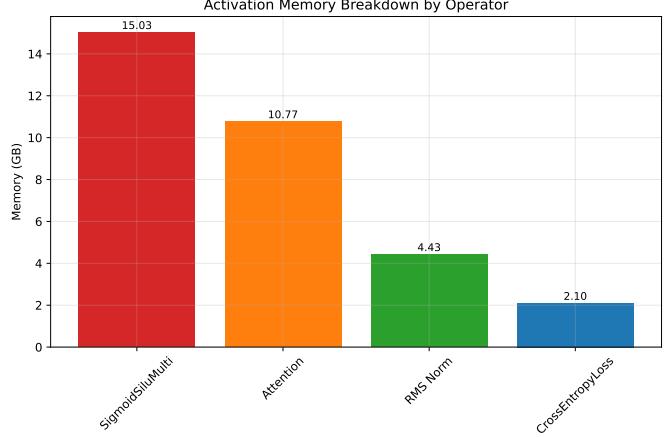 Activation Memory Breakdown by Operator
Memory (GB)
14
12
10
8
6
4
2
0
15.03
10.77
4.43
2.10
SigmoidSiluMulti
Attention
RMS Norm
CrossEntropyLoss